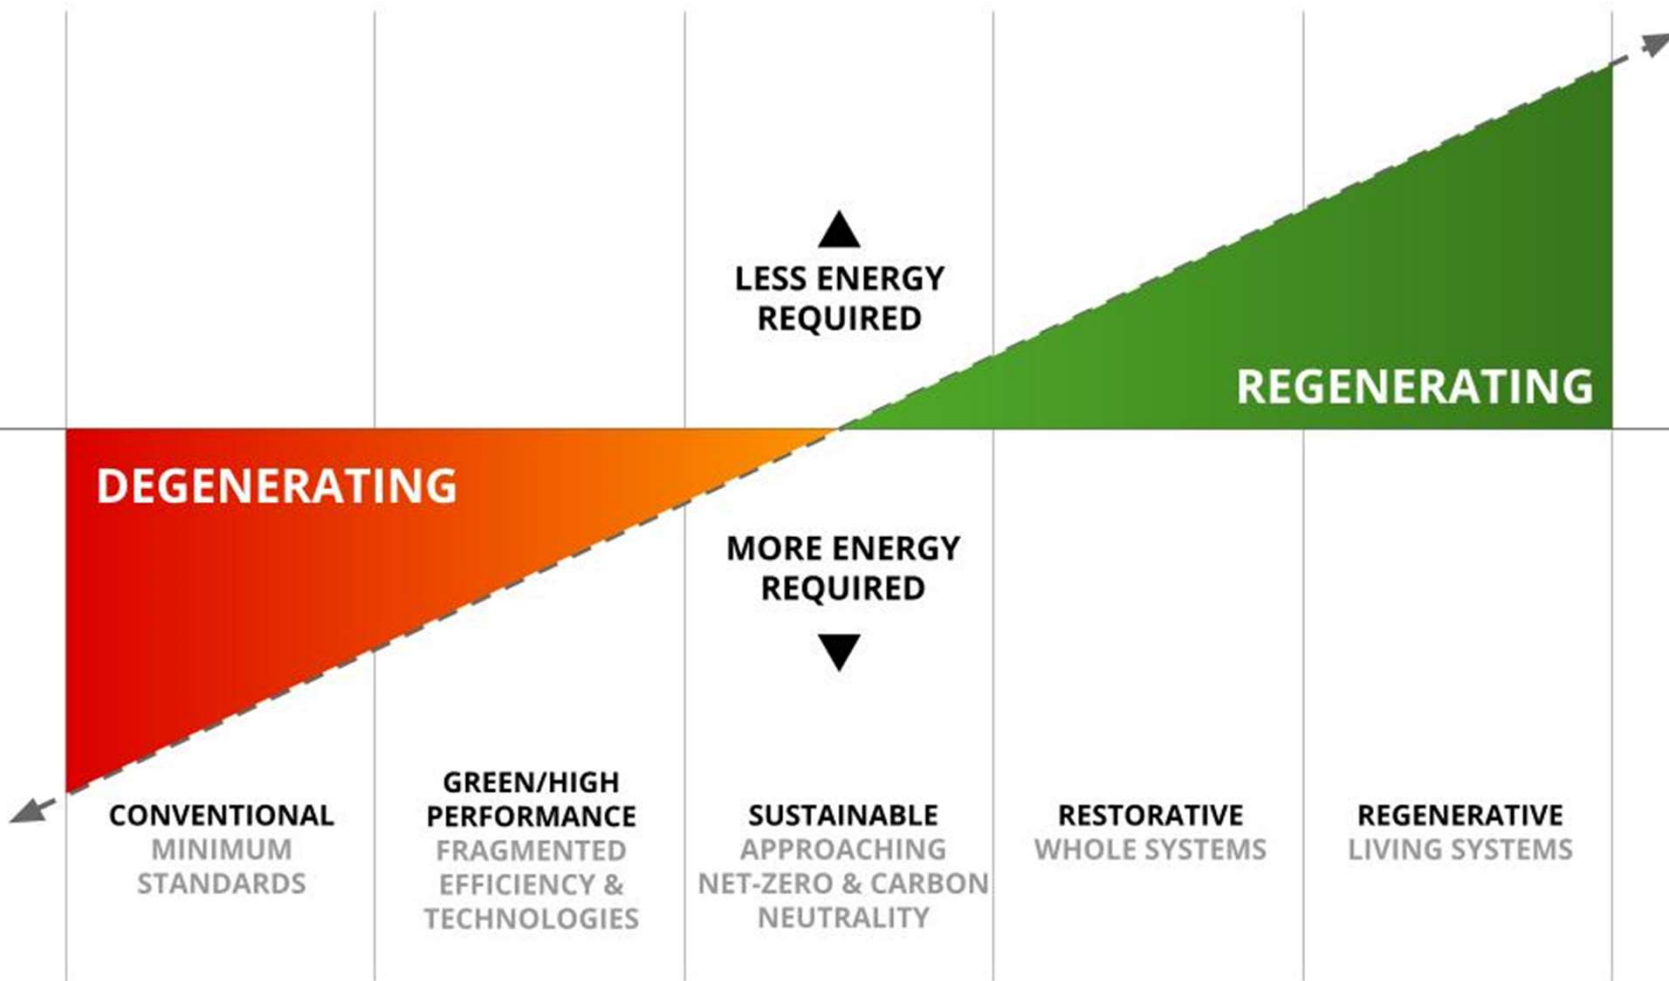 LESS ENERGY
REQUIRED
REGENERATING
DEGENERATING
MORE ENERGY
REQUIRED
CONVENTIONAL
MINIMUM
STANDARDS
GREEN/HIGH
PERFORMANCE
FRAGMENTED
EFFICIENCY &
TECHNOLOGIES
SUSTAINABLE
APPROACHING
NET-ZERO & CARBON
NEUTRALITY
RESTORATIVE
WHOLE SYSTEMS
REGENERATIVE
LIVING SYSTEMS